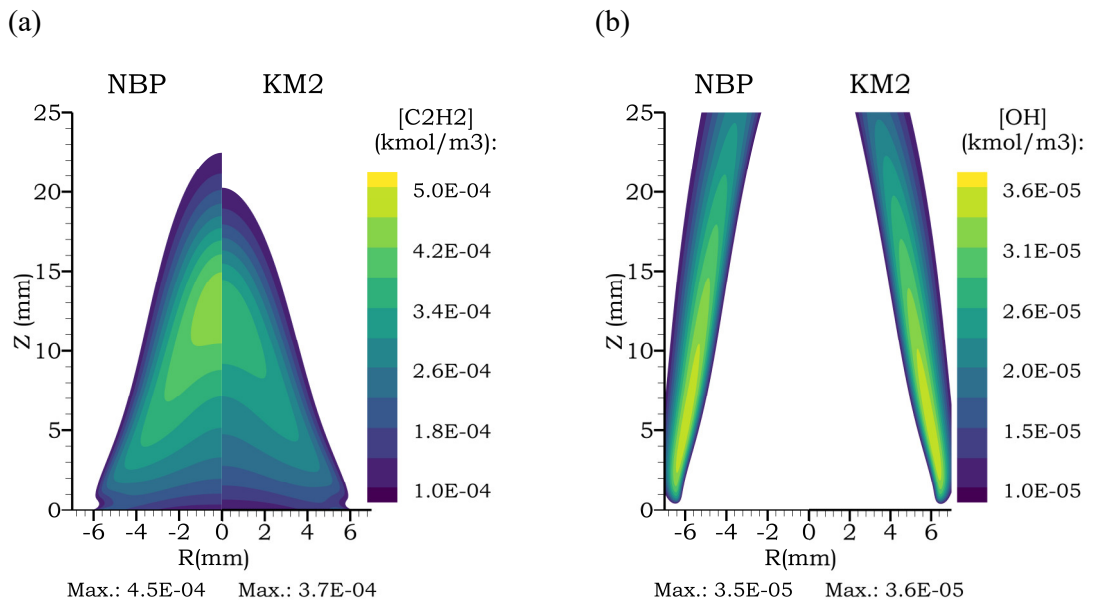 (a)
NBP KM2
25
20
15
10
5
0
Z (mm)
-6 -4 -2 0 2 4 6
R(mm)
[C2H2]
(kmol/m3):
5.0E-04
4.2E-04
3.4E-04
2.6E-04
1.8E-04
1.0E-04
Max.: 4.5E-04 Max.: 3.7E-04
(b)
NBP KM2
25
20
15
10
5
0
Z (mm)
-6 -4 -2 0 2 4 6
R(mm)
[OH]
(kmol/m3):
3.6E-05
3.1E-05
2.6E-05
2.0E-05
1.5E-05
1.0E-05
Max.: 3.5E-05 Max.: 3.6E-05